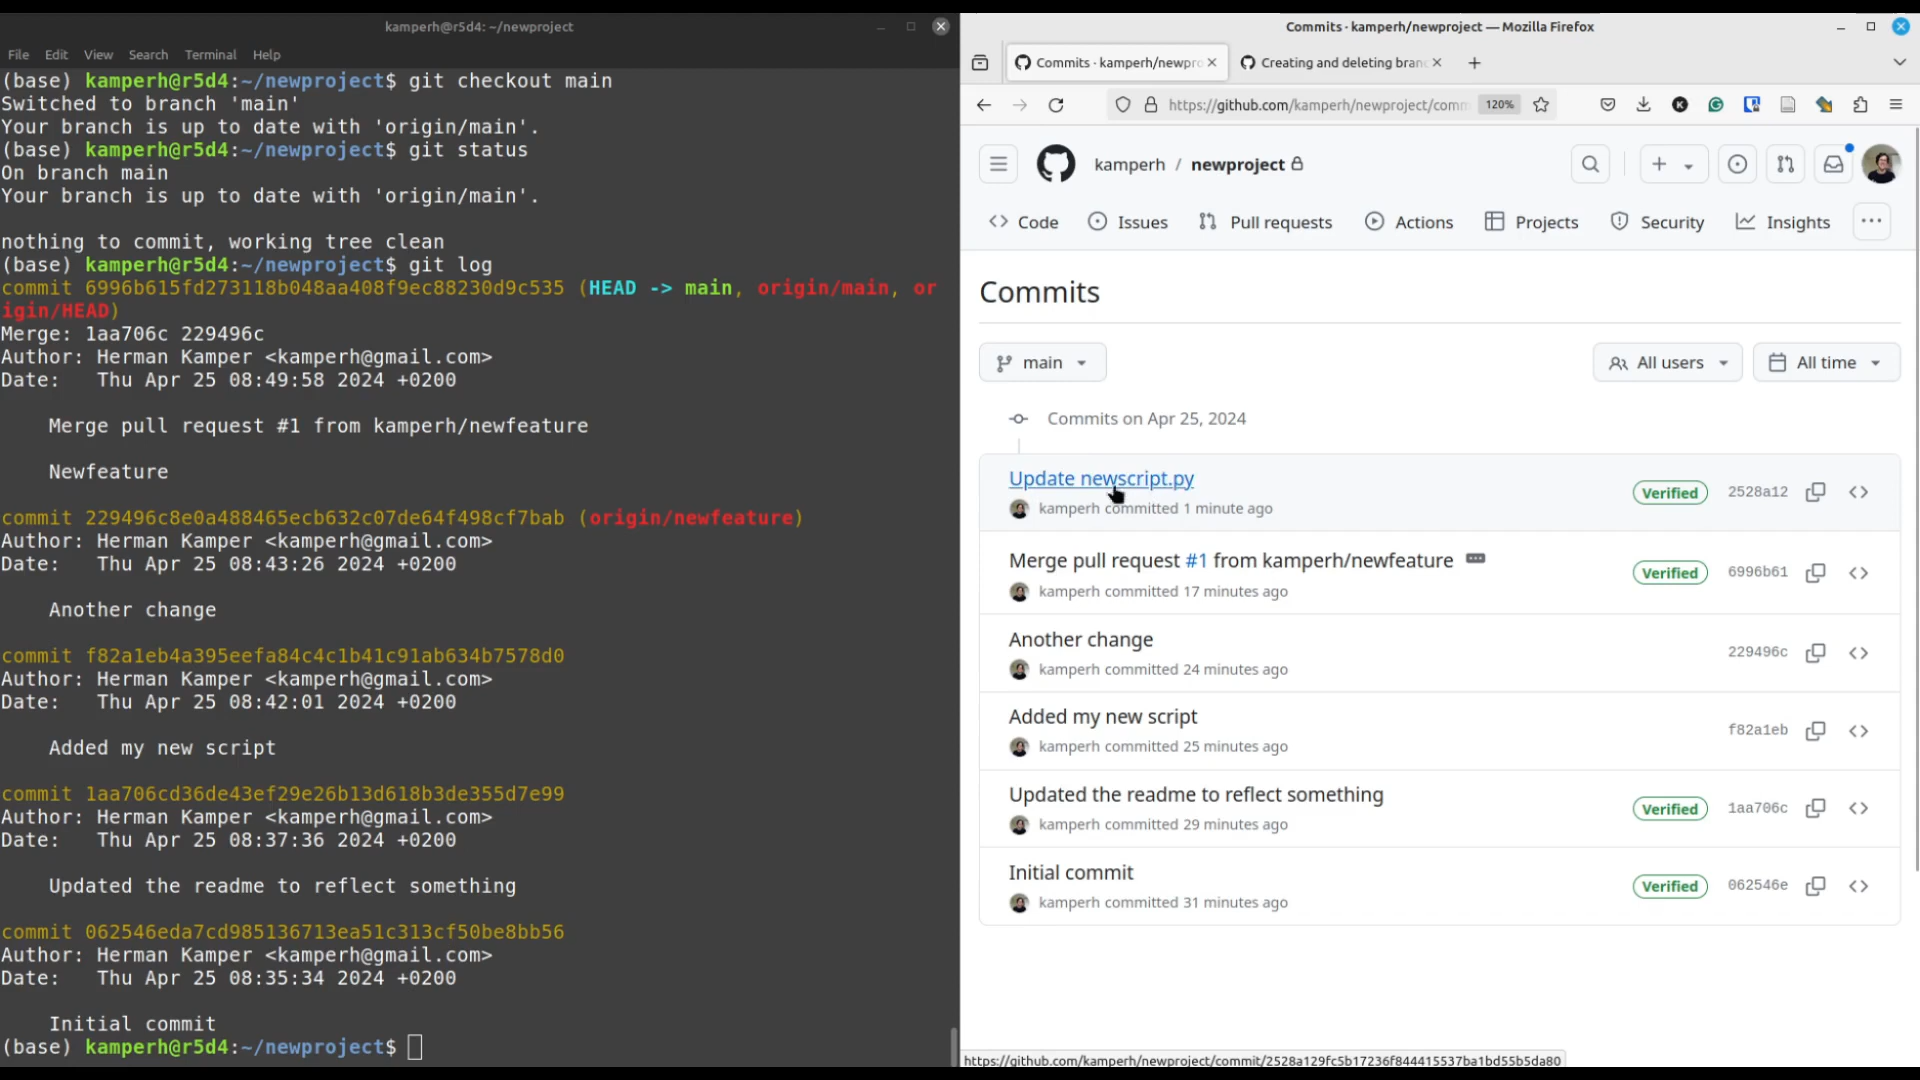 kamperh@r5d4: ~/newproject
File Edit View Search Terminal Help
(base) kamperh@r5d4:~/newproject$ git checkout main
Switched to branch 'main'
Your branch is up to date with 'origin/main'.
(base) kamperh@r5d4:~/newproject$ git status
On branch main
Your branch is up to date with 'origin/main'.
nothing to commit, working tree clean
(base) kamperh@r5d4:~/newproject$ git log
commit 6996b615fd273118b048aa408f9ec88230d9c535 (HEAD -> main, origin/main, or
igin/HEAD)
Merge: 1aa706c 229496c
Author: Herman Kamper <kamperh@gmail.com>
Date: Thu Apr 25 08:49:58 2024 +0200
Merge pull request #1 from kamperh/newfeature
Newfeature
commit 229496c8e0a488465ecb632c07de64f498cf7bab (origin/newfeature)
Author: Herman Kamper <kamperh@gmail.com>
Date: Thu Apr 25 08:43:26 2024 +0200
Another change
commit f82a1eb4a395eefa84c4c1b41c91ab634b7578d0
Author: Herman Kamper <kamperh@gmail.com>
Date: Thu Apr 25 08:42:01 2024 +0200
Added my new script
commit 1aa706cd36de43ef29e26b13d618b3de355d7e99
Author: Herman Kamper <kamperh@gmail.com>
Date: Thu Apr 25 08:37:36 2024 +0200
Updated the readme to reflect something
commit 062546eda7cd985136713ea51c313cf50be8bb56
Author: Herman Kamper <kamperh@gmail.com>
Date: Thu Apr 25 08:35:34 2024 +0200
Initial commit
(base) kamperh@r5d4:~/newproject$
Commits · kamperh/newproject — Mozilla Firefox
Commits · kamperh/newpro
Creating and deleting bran
https://github.com/kamperh/newproject/comm 120%
kamperh / newproject
Code Issues Pull requests Actions Projects Security Insights
Commits
main All users All time
Commits on Apr 25, 2024
Update newscript.py
kamperh committed 1 minute ago
Verified 2528a12
Merge pull request #1 from kamperh/newfeature
kamperh committed 17 minutes ago
Verified 6996b61
Another change
kamperh committed 24 minutes ago
229496c
Added my new script
kamperh committed 25 minutes ago
f82a1eb
Updated the readme to reflect something
kamperh committed 29 minutes ago
Verified 1aa706c
Initial commit
kamperh committed 31 minutes ago
Verified 062546e
https://github.com/kamperh/newproject/commit/2528a129fc5b17236f844415537ba1bd55b5da80